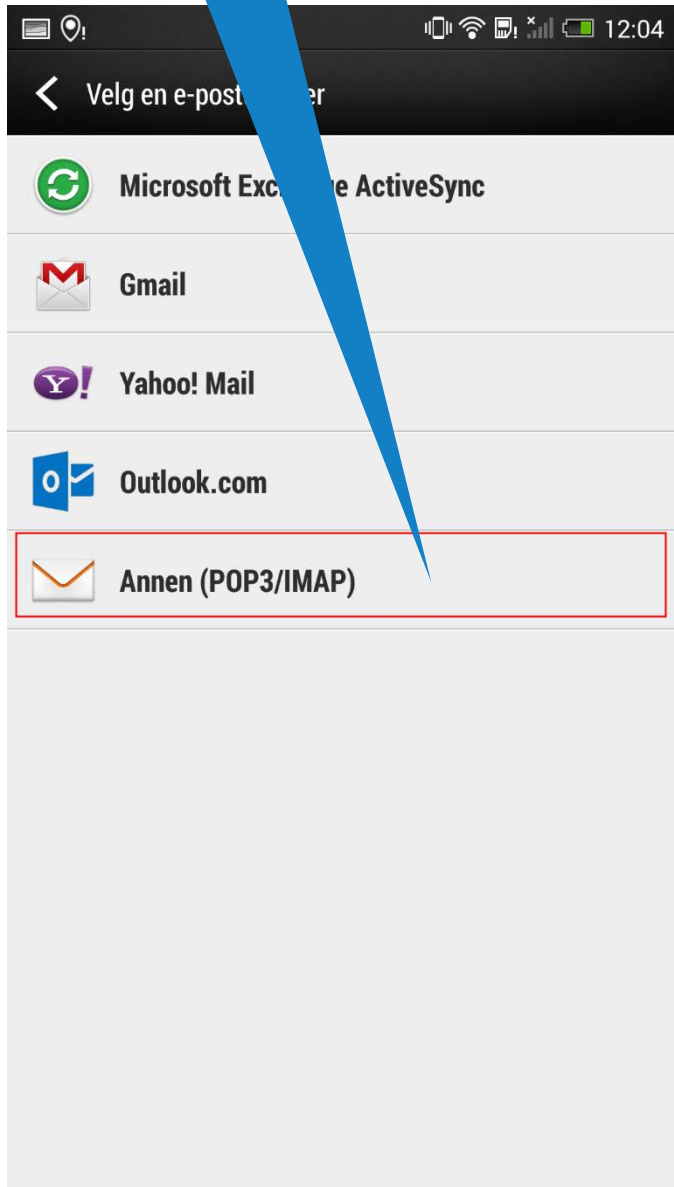 12:04
Velg en e-post
Microsoft ActiveSync
Gmail
Yahoo! Mail
Outlook.com
Annen (POP3/IMAP)